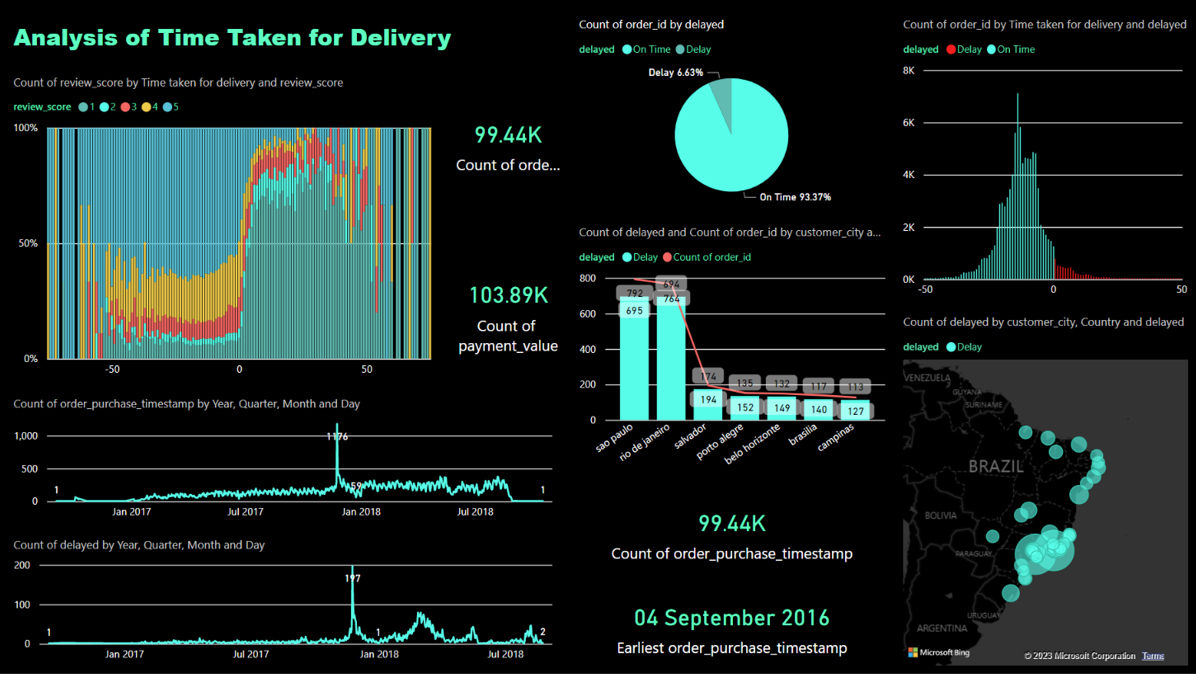 Analysis of Time Taken for Delivery
Count of review_score by Time taken for delivery and review_score
review_score 1 2 3 4 5
100%
50%
0%
-50 0 50
99.44K
Count of orde...
103.89K
Count of
payment_value
Count of order_purchase_timestamp by Year, Quarter, Month and Day
1,000
500
0
1 1176 59 1
Jan 2017 Jul 2017 Jan 2018 Jul 2018
Count of delayed by Year, Quarter, Month and Day
200
100
0
1 197 1 2
Jan 2017 Jul 2017 Jan 2018 Jul 2018
Count of order_id by delayed
delayed On Time Delay
Delay 6.63%
On Time 93.37%
Count of delayed and Count of order_id by customer_city a...
delayed Delay Count of order_id
800
600
400
200
0
792 694
695 764
174 135 132 117 113
194 152 149 140 127
sao paulo rio de janeiro salvador porto alegre belo horizonte brasilia campinas
99.44K
Count of order_purchase_timestamp
04 September 2016
Earliest order_purchase_timestamp
Count of order_id by Time taken for delivery and delayed
delayed Delay On Time
8K
6K
4K
2K
0K
-50 0 50
Count of delayed by customer_city, Country and delayed
delayed Delay
VENEZUELA
GUYANA
SURINAME
BRAZIL
BOLIVIA
PARAGUAY
URUGUAY
ARGENTINA
Microsoft Bing
© 2023 Microsoft Corporation Terms